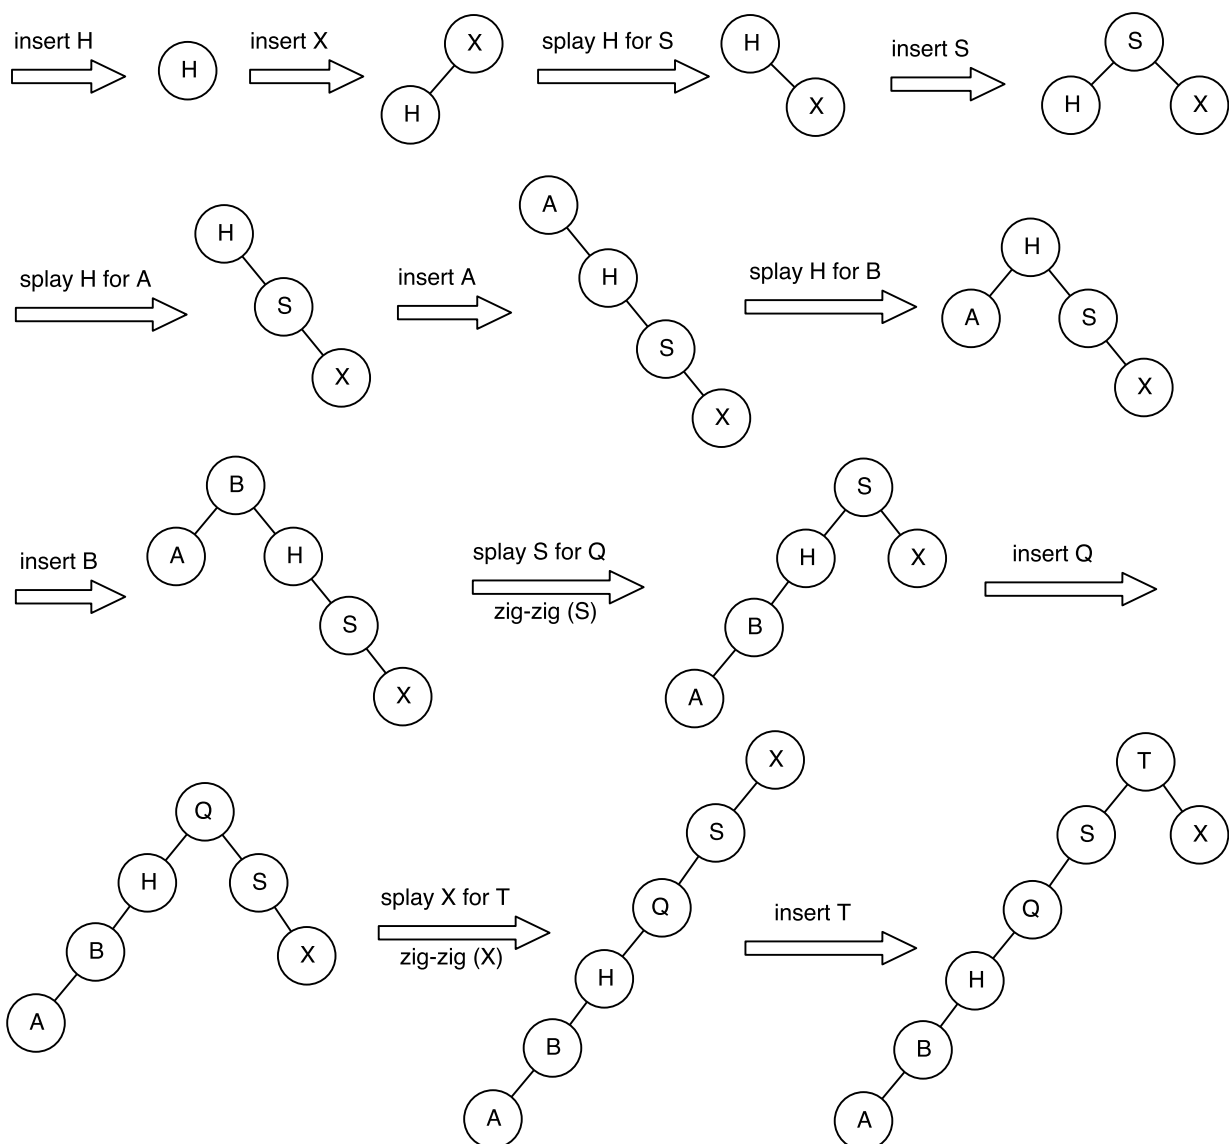 insert H
H
insert X
X
H
splay H for S
H
X
insert S
S
H
X
splay H for A
H
S
X
insert A
A
H
S
X
splay H for B
H
A
S
X
insert B
B
A
H
S
X
splay S for Q
zig-zig (S)
S
H
X
B
A
insert Q
Q
H
S
B
X
A
splay X for T
zig-zig (X)
X
S
Q
H
B
A
insert T
T
S
X
Q
H
B
A